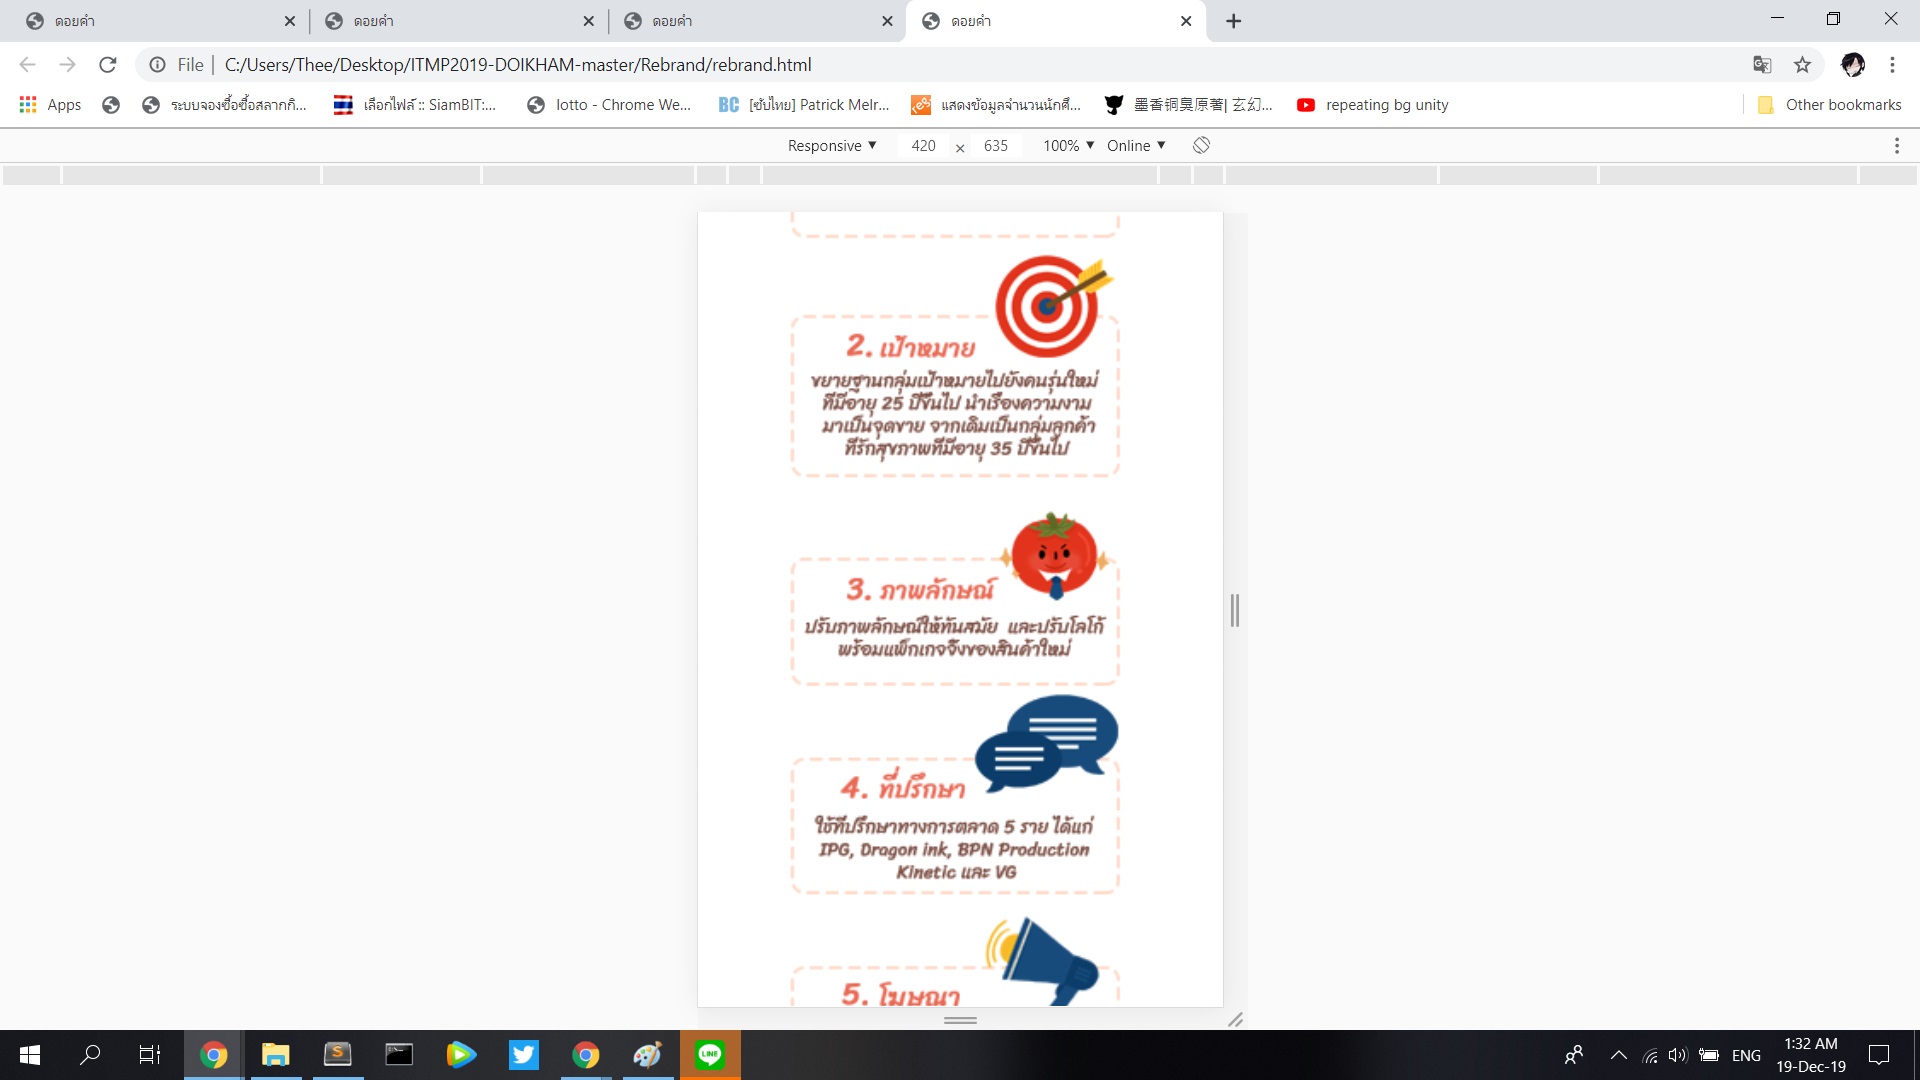 ดอยคำ
ดอยคำ
ดอยคำ
ดอยคำ
File
C:/Users/Thee/Desktop/ITMP2019-DOIKHAM-master/Rebrand/rebrand.html
Apps
ระบบจองซื้อซื้อสลากกิ...
เลือกไฟล์ :: SiamBIT:...
lotto - Chrome We...
BC
[ซับไทย] Patrick Melr...
reg
แสดงข้อมูลจำนวนนักศึ...
墨香铜臭原著| 玄幻...
repeating bg unity
Other bookmarks
Responsive
420 × 635
100%
Online
2. เป้าหมาย
ขยายฐานกลุ่มเป้าหมายไปยังคนรุ่นใหม่
ที่มีอายุ 25 ปีขึ้นไป นำเรื่องความงาม
มาเป็นจุดขาย จากเดิมเป็นกลุ่มลูกค้า
ที่รักสุขภาพที่มีอายุ 35 ปีขึ้นไป
3. ภาพลักษณ์
ปรับภาพลักษณ์ให้ทันสมัย และปรับโลโก้
พร้อมแพ็กเกจจิ้งของสินค้าใหม่
4. ที่ปรึกษา
ใช้ที่ปรึกษาทางการตลาด 5 ราย ได้แก่
IPG, Dragon ink, BPN Production
Kinetic และ VG
5. โฆษณา
LINE
ENG
1:32 AM
19-Dec-19